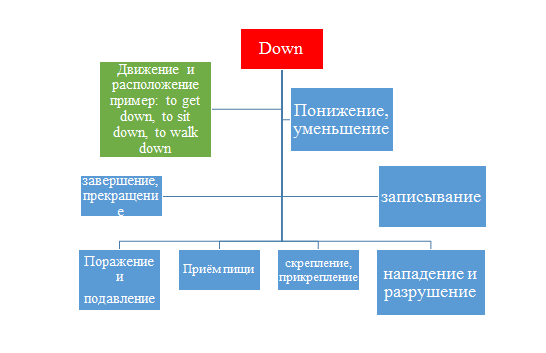 Down
Движение и
расположение
пример: to get
down, to sit
down, to walk
down
Понижение,
уменьшение
завершение,
прекращени
е
записывание
Поражение
и
подавление
Приём пищи
скрепление,
прикрепление
нападение и
разрушение